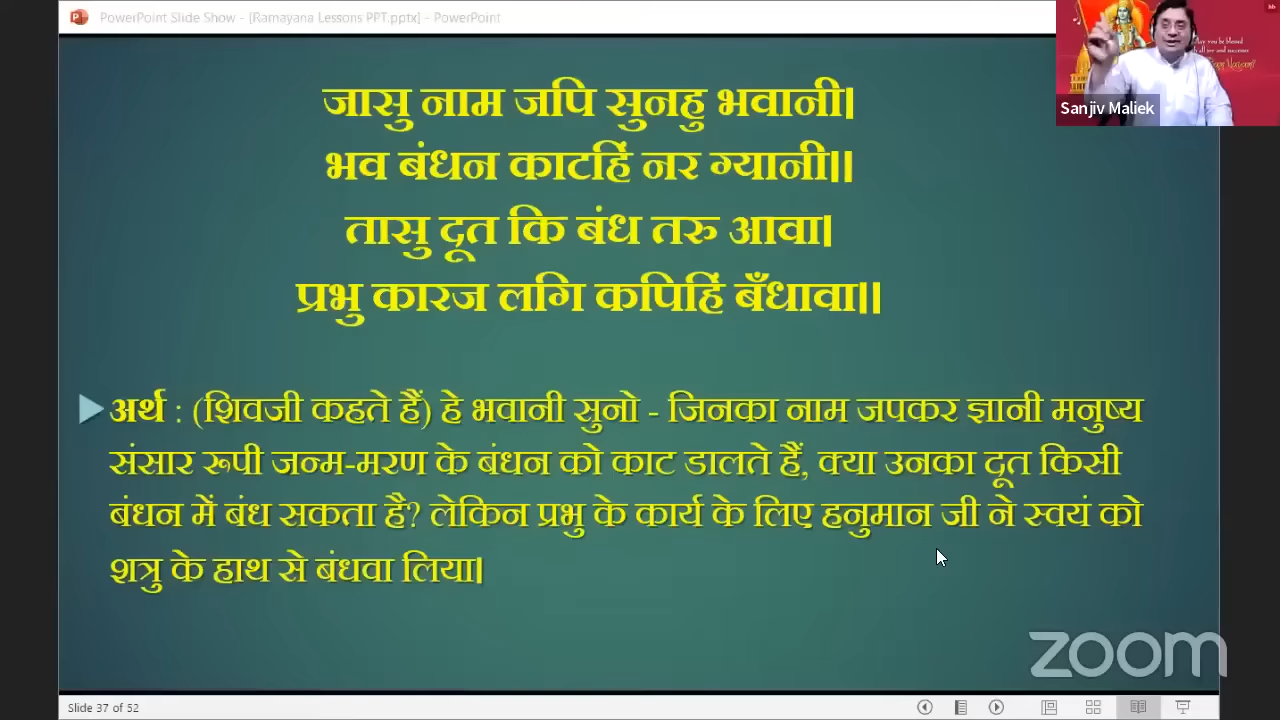 PowerPoint Slide Show - [Ramayana Lessons PPT.pptx] - PowerPoint
Sanjiv Maliek
जासु नाम जपि सुनहु भवानी।
भव बंधन काटहिं नर ग्यानी।।
तासु दूत कि बंध तरु आवा।
प्रभु कारज लगि कपिहिं बँधावा।।
अर्थ : (शिवजी कहते हैं) हे भवानी सुनो - जिनका नाम जपकर ज्ञानी मनुष्य
संसार रूपी जन्म-मरण के बंधन को काट डालते हैं, क्या उनका दूत किसी
बंधन में बंध सकता है? लेकिन प्रभु के कार्य के लिए हनुमान जी ने स्वयं को
शत्रु के हाथ से बंधवा लिया।
zoom
Slide 37 of 52